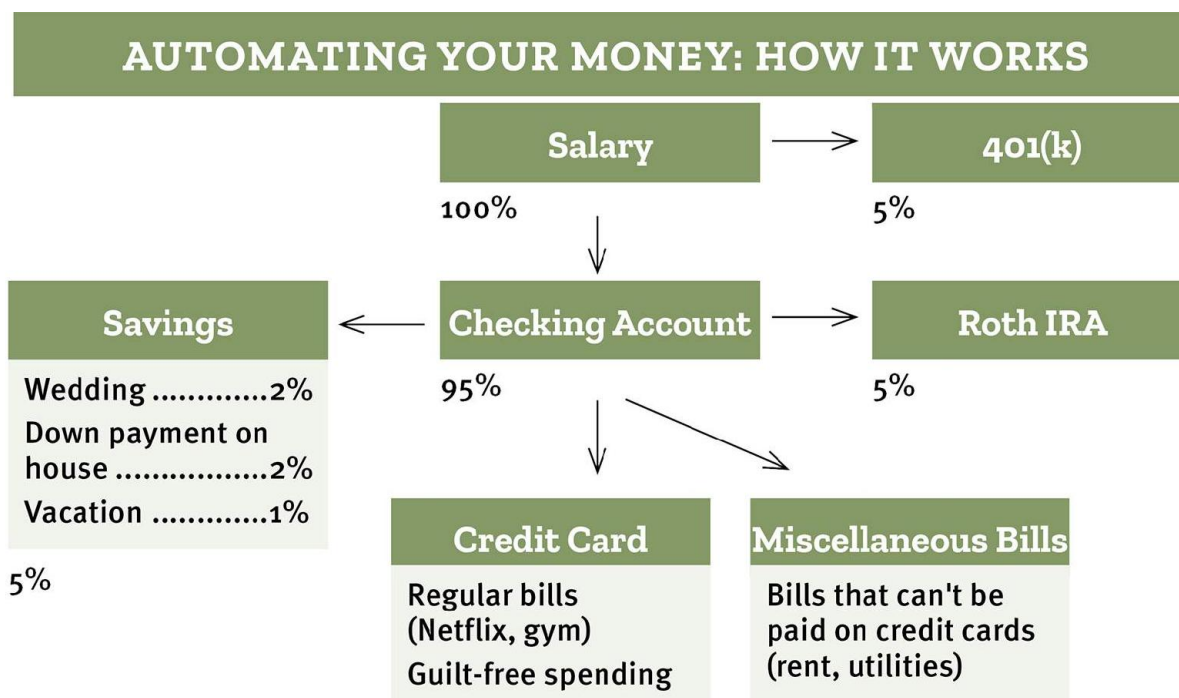 AUTOMATING YOUR MONEY: HOW IT WORKS
Salary
401(k)
100%
5%
Savings
Checking Account
Roth IRA
Wedding .............2%
Down payment on
house ................2%
Vacation .............1%
95%
5%
5%
Credit Card
Regular bills
(Netflix, gym)
Guilt-free spending
Miscellaneous Bills
Bills that can't be
paid on credit cards
(rent, utilities)